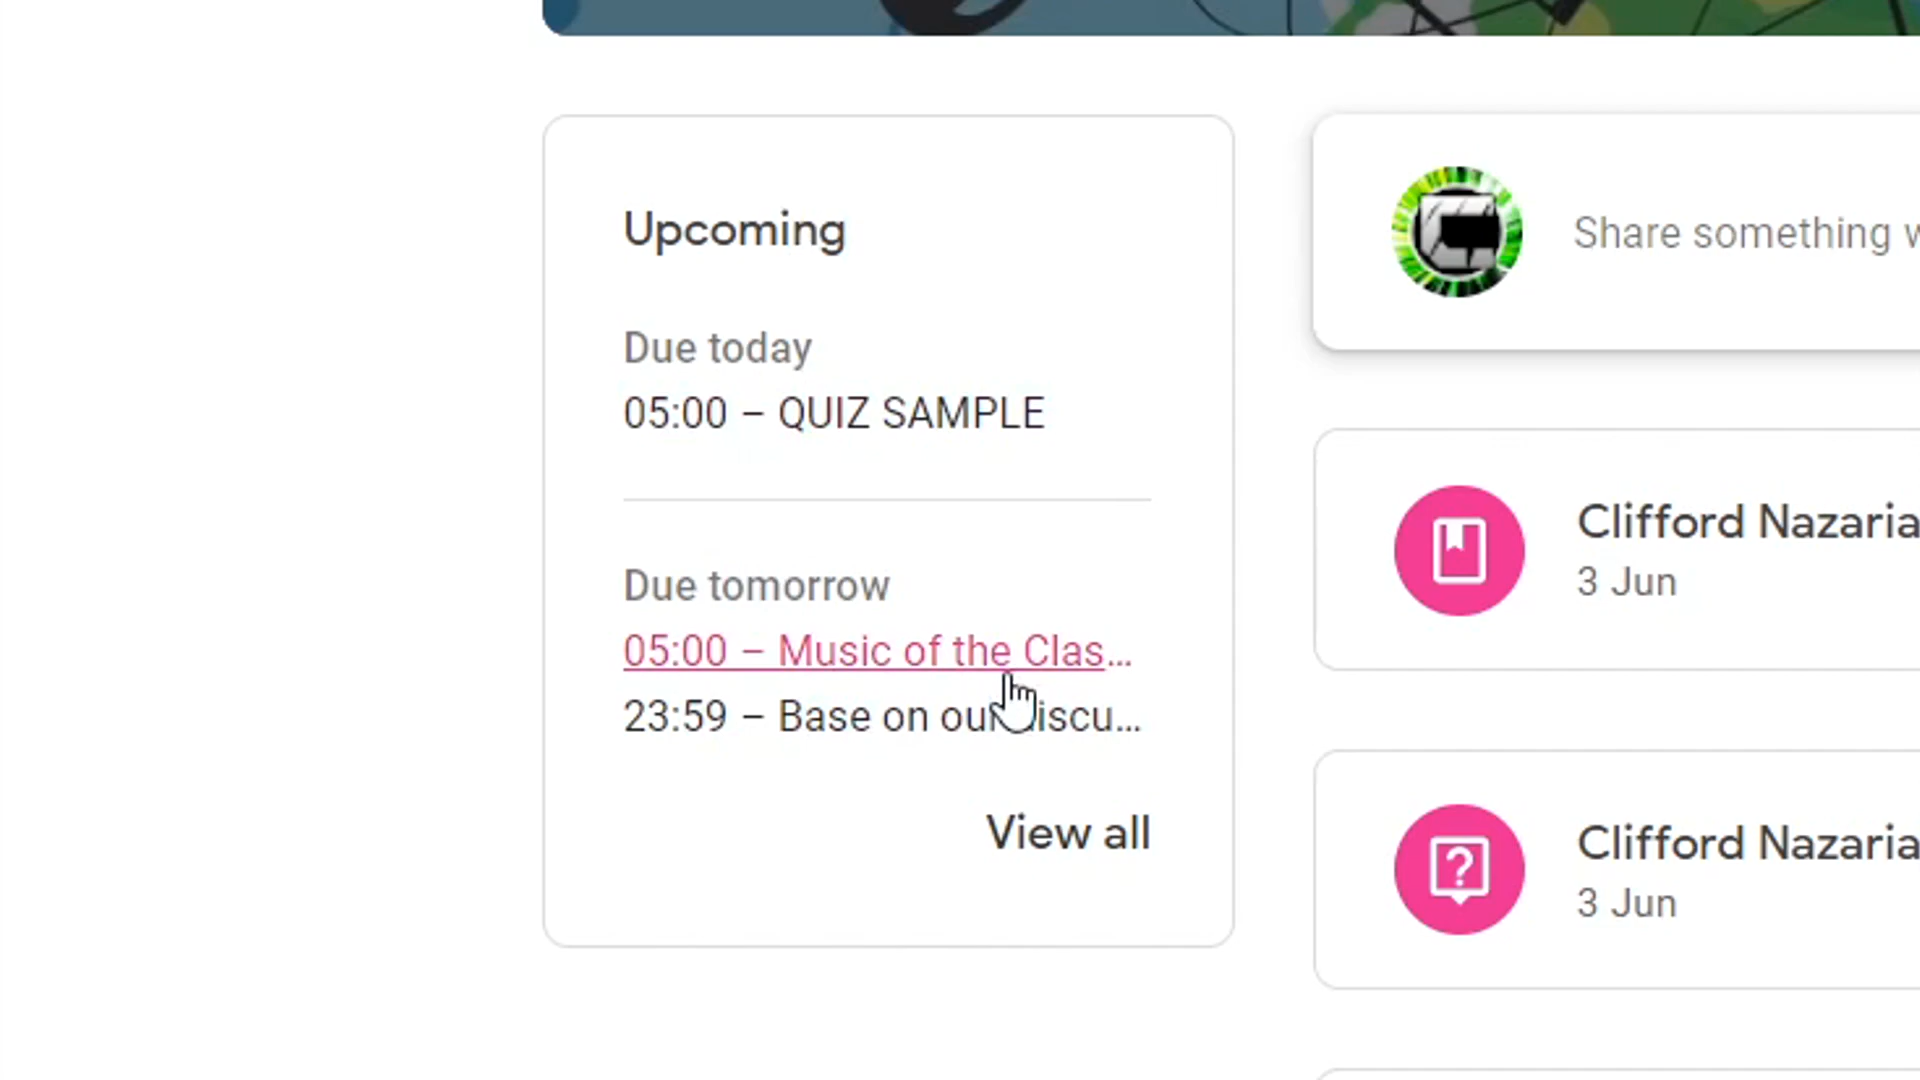 Upcoming
Due today
05:00 – QUIZ SAMPLE
Due tomorrow
05:00 – Music of the Clas...
23:59 – Base on our discu...
View all
Share something
Clifford Nazaria
3 Jun
Clifford Nazaria
3 Jun